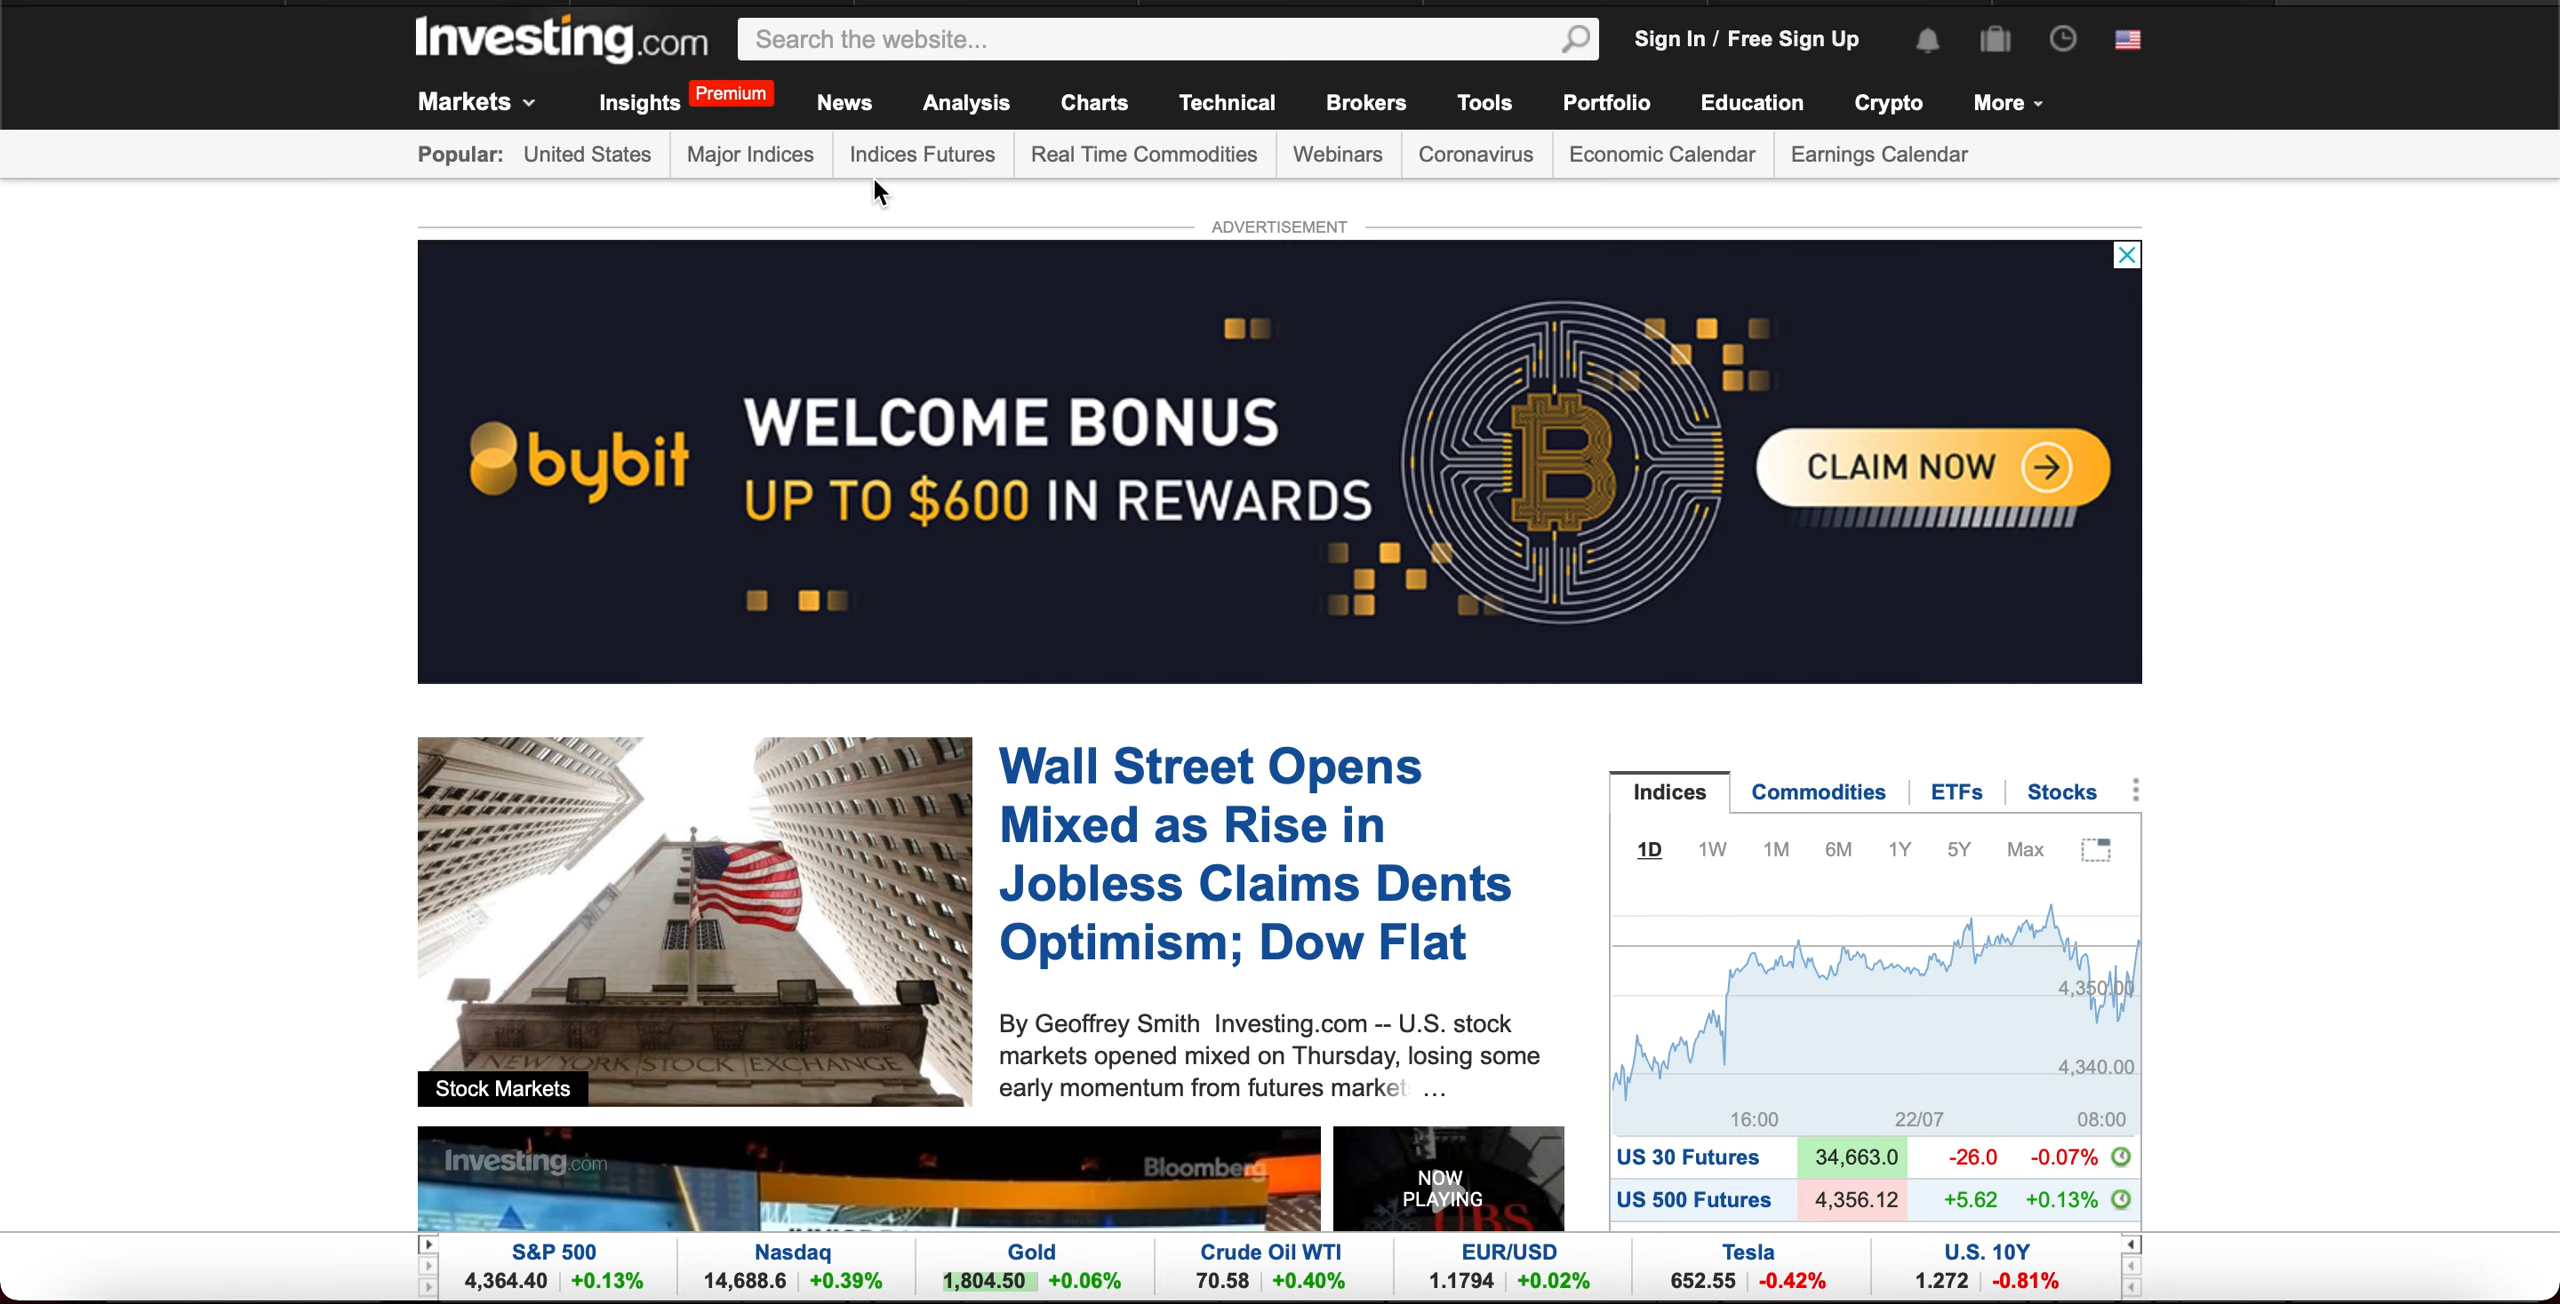 Investing.com
Search the website...
Sign In / Free Sign Up
Markets
Insights
Premium
News
Analysis
Charts
Technical
Brokers
Tools
Portfolio
Education
Crypto
More
Popular:
United States
Major Indices
Indices Futures
Real Time Commodities
Webinars
Coronavirus
Economic Calendar
Earnings Calendar
ADVERTISEMENT
bybit
WELCOME BONUS
UP TO $600 IN REWARDS
CLAIM NOW
NEW YORK STOCK EXCHANGE
Stock Markets
Wall Street Opens
Mixed as Rise in
Jobless Claims Dents
Optimism; Dow Flat
By Geoffrey Smith Investing.com -- U.S. stock
markets opened mixed on Thursday, losing some
early momentum from futures market ...
Indices
Commodities
ETFs
Stocks
1D 1W 1M 6M 1Y 5Y Max
4,350.00
4,340.00
16:00 22/07 08:00
US 30 Futures 34,663.0 -26.0 -0.07%
US 500 Futures 4,356.12 +5.62 +0.13%
Investing.com
Bloomberg
NOW
PLAYING
UBS
S&P 500
4,364.40 +0.13%
Nasdaq
14,688.6 +0.39%
Gold
1,804.50 +0.06%
Crude Oil WTI
70.58 +0.40%
EUR/USD
1.1794 +0.02%
Tesla
652.55 -0.42%
U.S. 10Y
1.272 -0.81%